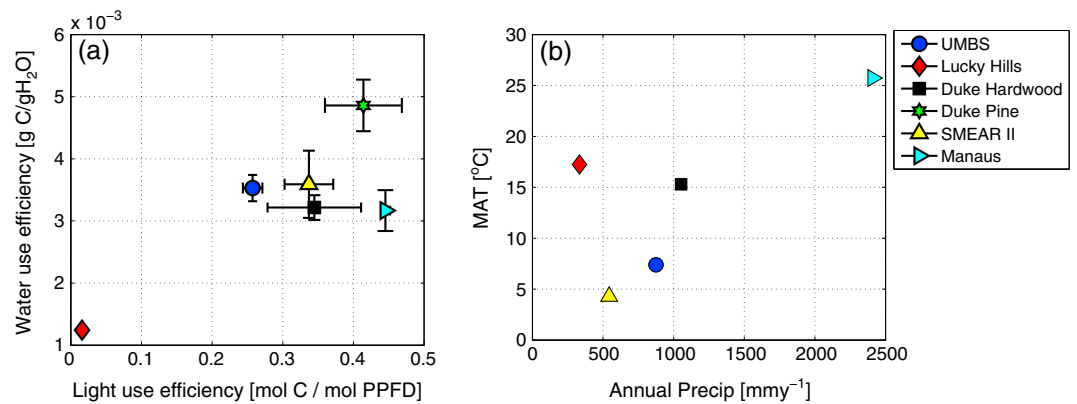 x 10⁻³
(a)
Water use efficiency [g C/gH₂O]
6
5
4
3
2
1
0
0.1
0.2
0.3
0.4
0.5
Light use efficiency [mol C / mol PPFD]
(b)
MAT [°C]
30
25
20
15
10
5
0
0
500
1000
1500
2000
2500
Annual Precip [mmy⁻¹]
UMBS
Lucky Hills
Duke Hardwood
Duke Pine
SMEAR II
Manaus